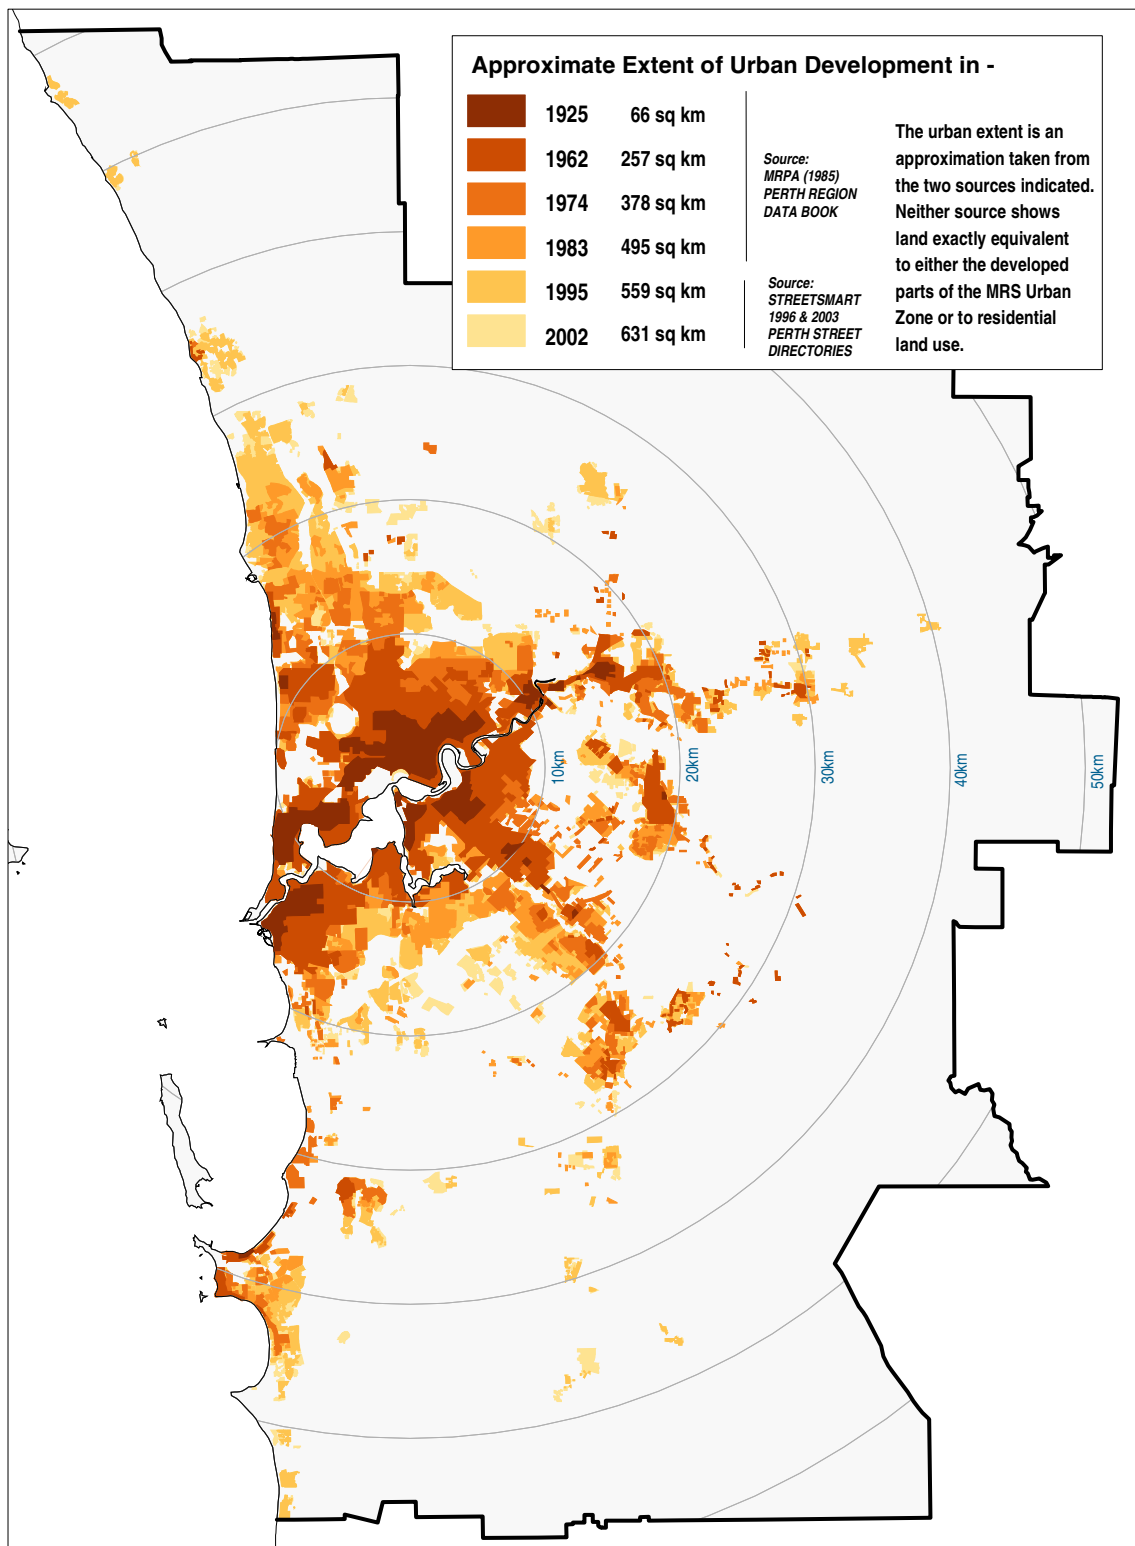 Approximate Extent of Urban Development in -
1925 66 sq km
1962 257 sq km
1974 378 sq km
1983 495 sq km
1995 559 sq km
2002 631 sq km
Source:
MRPA (1985)
PERTH REGION
DATA BOOK
Source:
STREETSMART
1996 & 2003
PERTH STREET
DIRECTORIES
The urban extent is an
approximation taken from
the two sources indicated.
Neither source shows
land exactly equivalent
to either the developed
parts of the MRS Urban
Zone or to residential
land use.
10km
20km
30km
40km
50km